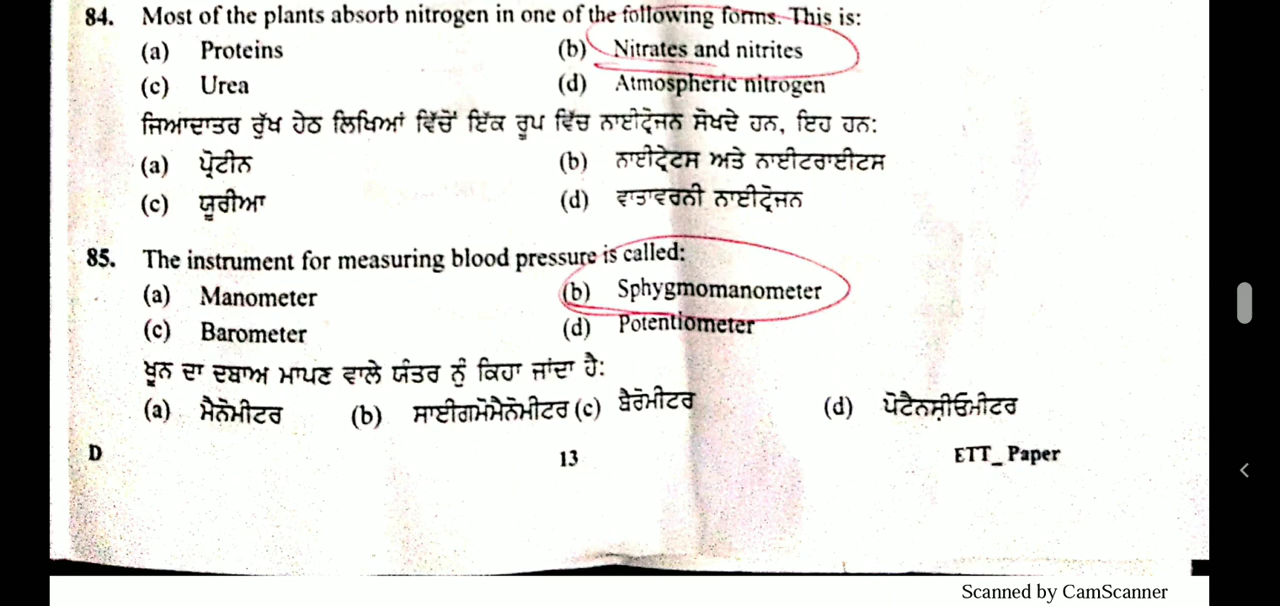 84. Most of the plants absorb nitrogen in one of the following forms. This is:
(a) Proteins (b) Nitrates and nitrites
(c) Urea (d) Atmospheric nitrogen
ਜਿਆਦਾਤਰ ਰੁੱਖ ਹੇਠ ਲਿਖਿਆਂ ਵਿੱਚੋਂ ਇੱਕ ਰੂਪ ਵਿੱਚ ਨਾਈਟ੍ਰੋਜਨ ਸੋਖਦੇ ਹਨ, ਇਹ ਹਨ:
(a) ਪ੍ਰੋਟੀਨ (b) ਨਾਈਟ੍ਰੇਟਸ ਅਤੇ ਨਾਈਟਰਾਈਟਸ
(c) ਯੂਰੀਆ (d) ਵਾਤਾਵਰਨੀ ਨਾਈਟ੍ਰੋਜਨ
85. The instrument for measuring blood pressure is called:
(a) Manometer (b) Sphygmomanometer
(c) Barometer (d) Potentiometer
ਖੂਨ ਦਾ ਦਬਾਅ ਮਾਪਣ ਵਾਲੇ ਯੰਤਰ ਨੂੰ ਕਿਹਾ ਜਾਂਦਾ ਹੈ:
(a) ਮੈਨੋਮੀਟਰ (b) ਸਾਈਗਮੋਮੈਨੋਮੀਟਰ (c) ਬੈਰੋਮੀਟਰ (d) ਪੋਟੈਨਸ਼ੀਓਮੀਟਰ
D 13 ETT_Paper
Scanned by CamScanner